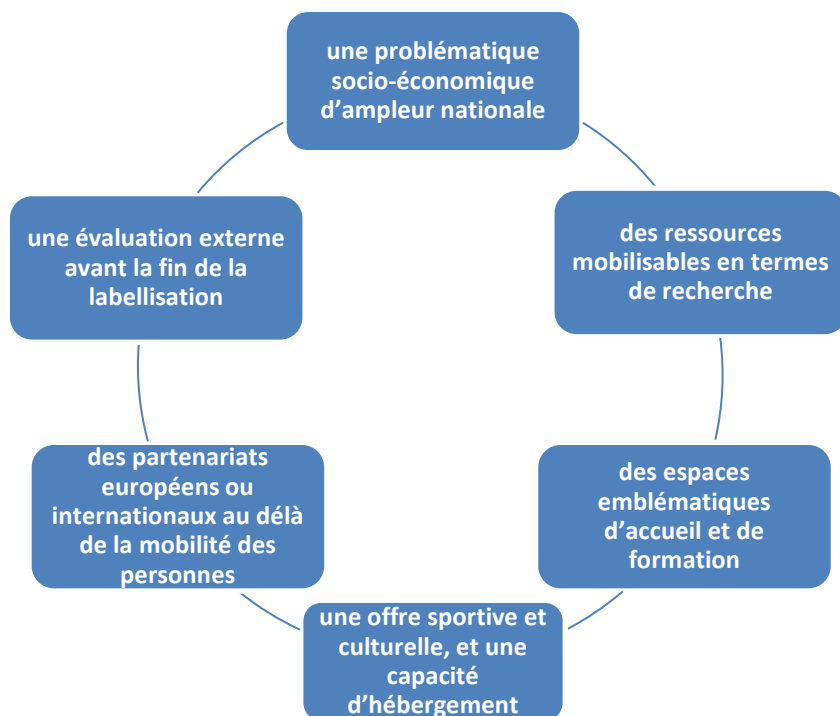 une problématique
socio-économique
d’ampleur nationale
des ressources
mobilisables en termes
de recherche
des espaces
emblématiques
d’accueil et de
formation
une offre sportive et
culturelle, et une
capacité
d'hébergement
des partenariats
européens ou
internationaux au délà
de la mobilité des
personnes
une évaluation externe
avant la fin de la
labellisation